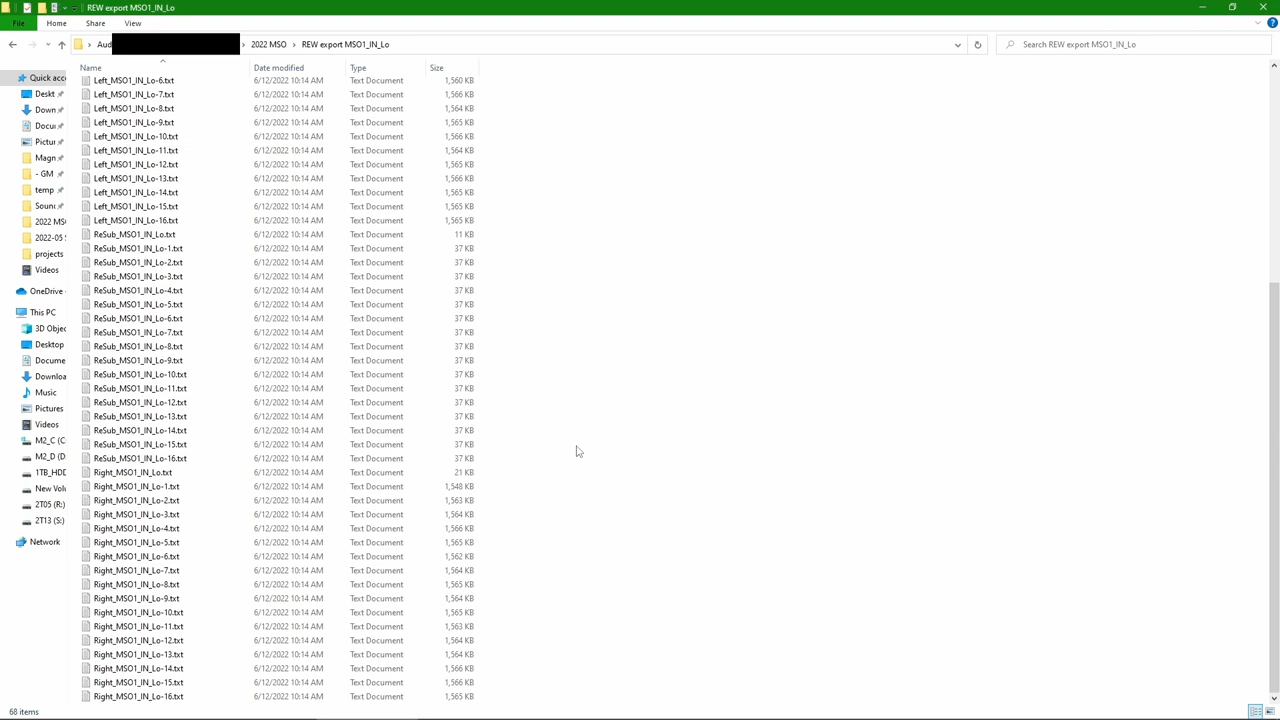 REW export MSO1_IN_Lo
File Home Share View
Aud › 2022 MSO › REW export MSO1_IN_Lo Search REW export MSO1_IN_Lo
Name Date modified Type Size
Left_MSO1_IN_Lo-6.txt 6/12/2022 10:14 AM Text Document 1,560 KB
Left_MSO1_IN_Lo-7.txt 6/12/2022 10:14 AM Text Document 1,566 KB
Left_MSO1_IN_Lo-8.txt 6/12/2022 10:14 AM Text Document 1,564 KB
Left_MSO1_IN_Lo-9.txt 6/12/2022 10:14 AM Text Document 1,565 KB
Left_MSO1_IN_Lo-10.txt 6/12/2022 10:14 AM Text Document 1,566 KB
Left_MSO1_IN_Lo-11.txt 6/12/2022 10:14 AM Text Document 1,564 KB
Left_MSO1_IN_Lo-12.txt 6/12/2022 10:14 AM Text Document 1,565 KB
Left_MSO1_IN_Lo-13.txt 6/12/2022 10:14 AM Text Document 1,566 KB
Left_MSO1_IN_Lo-14.txt 6/12/2022 10:14 AM Text Document 1,565 KB
Left_MSO1_IN_Lo-15.txt 6/12/2022 10:14 AM Text Document 1,565 KB
Left_MSO1_IN_Lo-16.txt 6/12/2022 10:14 AM Text Document 1,565 KB
ReSub_MSO1_IN_Lo.txt 6/12/2022 10:14 AM Text Document 11 KB
ReSub_MSO1_IN_Lo-1.txt 6/12/2022 10:14 AM Text Document 37 KB
ReSub_MSO1_IN_Lo-2.txt 6/12/2022 10:14 AM Text Document 37 KB
ReSub_MSO1_IN_Lo-3.txt 6/12/2022 10:14 AM Text Document 37 KB
ReSub_MSO1_IN_Lo-4.txt 6/12/2022 10:14 AM Text Document 37 KB
ReSub_MSO1_IN_Lo-5.txt 6/12/2022 10:14 AM Text Document 37 KB
ReSub_MSO1_IN_Lo-6.txt 6/12/2022 10:14 AM Text Document 37 KB
ReSub_MSO1_IN_Lo-7.txt 6/12/2022 10:14 AM Text Document 37 KB
ReSub_MSO1_IN_Lo-8.txt 6/12/2022 10:14 AM Text Document 37 KB
ReSub_MSO1_IN_Lo-9.txt 6/12/2022 10:14 AM Text Document 37 KB
ReSub_MSO1_IN_Lo-10.txt 6/12/2022 10:14 AM Text Document 37 KB
ReSub_MSO1_IN_Lo-11.txt 6/12/2022 10:14 AM Text Document 37 KB
ReSub_MSO1_IN_Lo-12.txt 6/12/2022 10:14 AM Text Document 37 KB
ReSub_MSO1_IN_Lo-13.txt 6/12/2022 10:14 AM Text Document 37 KB
ReSub_MSO1_IN_Lo-14.txt 6/12/2022 10:14 AM Text Document 37 KB
ReSub_MSO1_IN_Lo-15.txt 6/12/2022 10:14 AM Text Document 37 KB
ReSub_MSO1_IN_Lo-16.txt 6/12/2022 10:14 AM Text Document 37 KB
Right_MSO1_IN_Lo.txt 6/12/2022 10:14 AM Text Document 21 KB
Right_MSO1_IN_Lo-1.txt 6/12/2022 10:14 AM Text Document 1,548 KB
Right_MSO1_IN_Lo-2.txt 6/12/2022 10:14 AM Text Document 1,563 KB
Right_MSO1_IN_Lo-3.txt 6/12/2022 10:14 AM Text Document 1,564 KB
Right_MSO1_IN_Lo-4.txt 6/12/2022 10:14 AM Text Document 1,566 KB
Right_MSO1_IN_Lo-5.txt 6/12/2022 10:14 AM Text Document 1,565 KB
Right_MSO1_IN_Lo-6.txt 6/12/2022 10:14 AM Text Document 1,562 KB
Right_MSO1_IN_Lo-7.txt 6/12/2022 10:14 AM Text Document 1,564 KB
Right_MSO1_IN_Lo-8.txt 6/12/2022 10:14 AM Text Document 1,565 KB
Right_MSO1_IN_Lo-9.txt 6/12/2022 10:14 AM Text Document 1,564 KB
Right_MSO1_IN_Lo-10.txt 6/12/2022 10:14 AM Text Document 1,565 KB
Right_MSO1_IN_Lo-11.txt 6/12/2022 10:14 AM Text Document 1,563 KB
Right_MSO1_IN_Lo-12.txt 6/12/2022 10:14 AM Text Document 1,564 KB
Right_MSO1_IN_Lo-13.txt 6/12/2022 10:14 AM Text Document 1,564 KB
Right_MSO1_IN_Lo-14.txt 6/12/2022 10:14 AM Text Document 1,566 KB
Right_MSO1_IN_Lo-15.txt 6/12/2022 10:14 AM Text Document 1,566 KB
Right_MSO1_IN_Lo-16.txt 6/12/2022 10:14 AM Text Document 1,565 KB
Quick acce
Deskt
Down
Docu
Pictur
Magn
- GM
temp
Sound
2022 MS
2022-05
projects
Videos
OneDrive
This PC
3D Objec
Desktop
Docume
Downloa
Music
Pictures
Videos
M2_C (C
M2_D (D
1TB_HDD
New Volu
2T05 (R:)
2T13 (S:)
Network
68 items